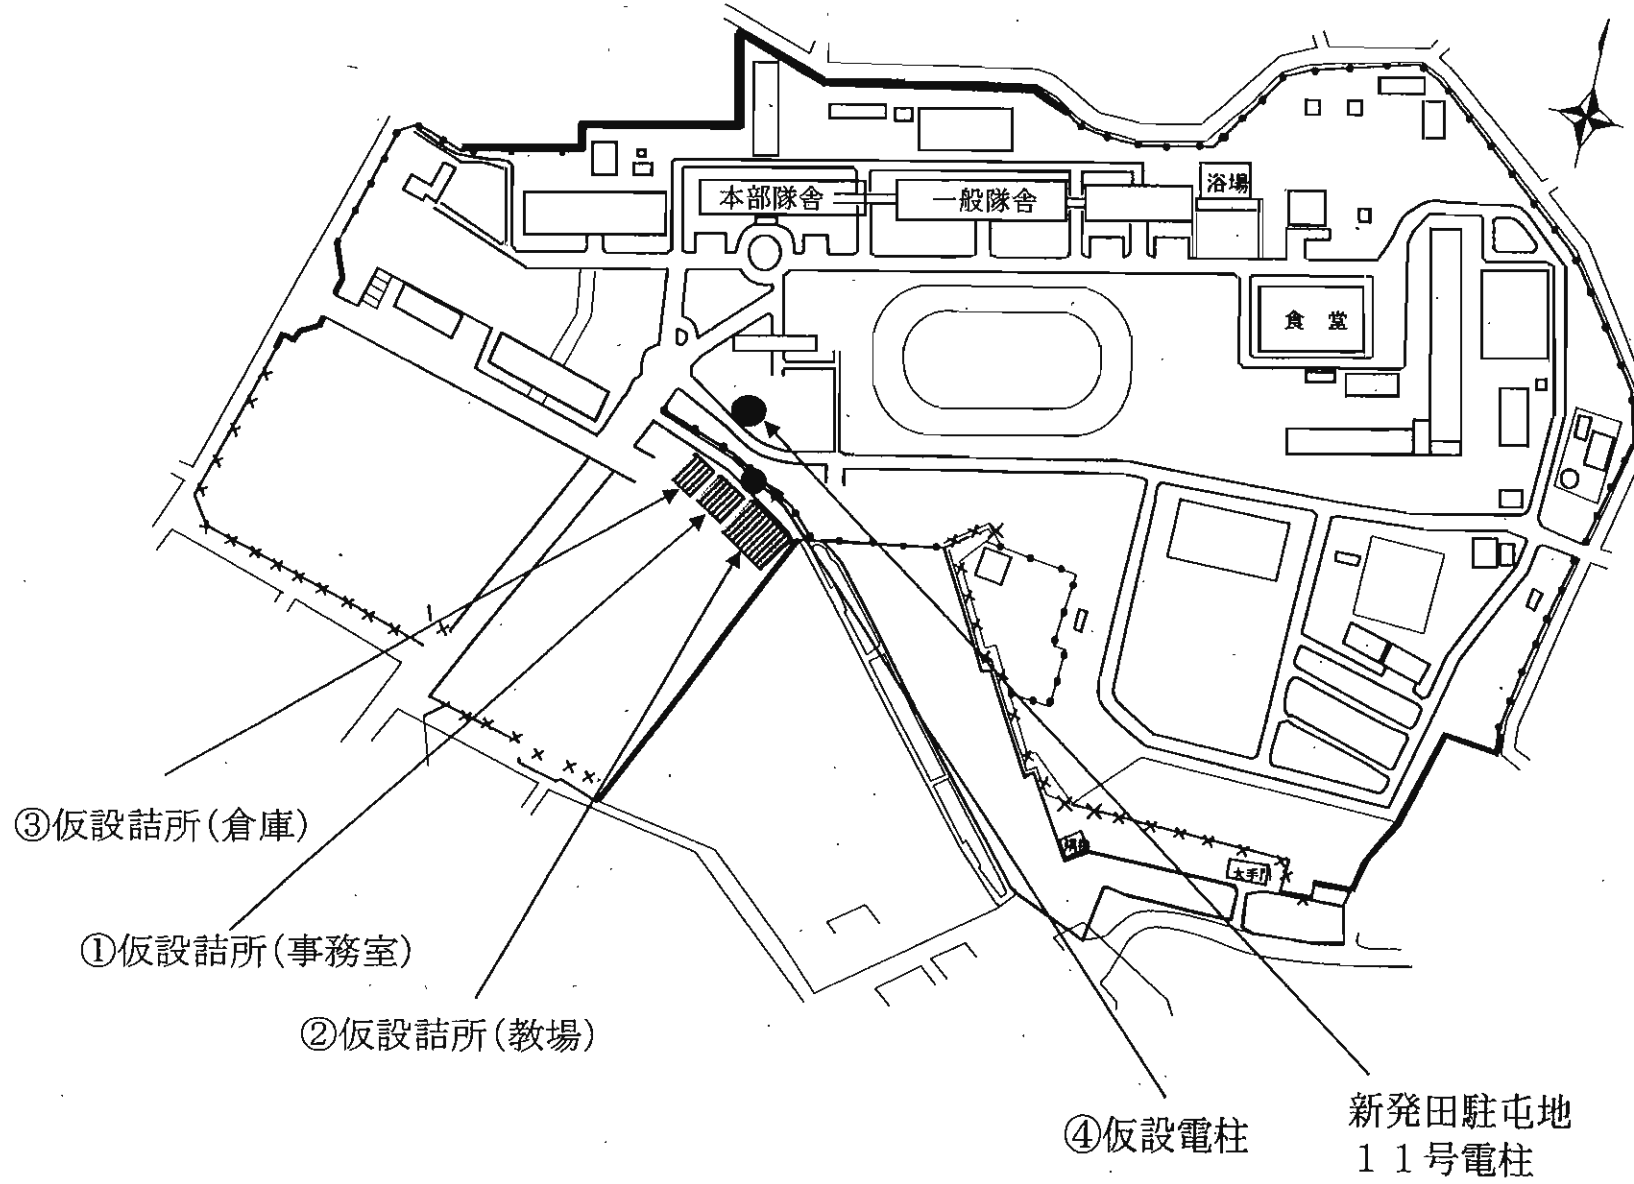 浴場
本部隊舎
一般隊舎
食堂
大手門
③仮設詰所(倉庫)
①仮設詰所(事務室)
②仮設詰所(教場)
④仮設電柱
新発田駐屯地
11号電柱